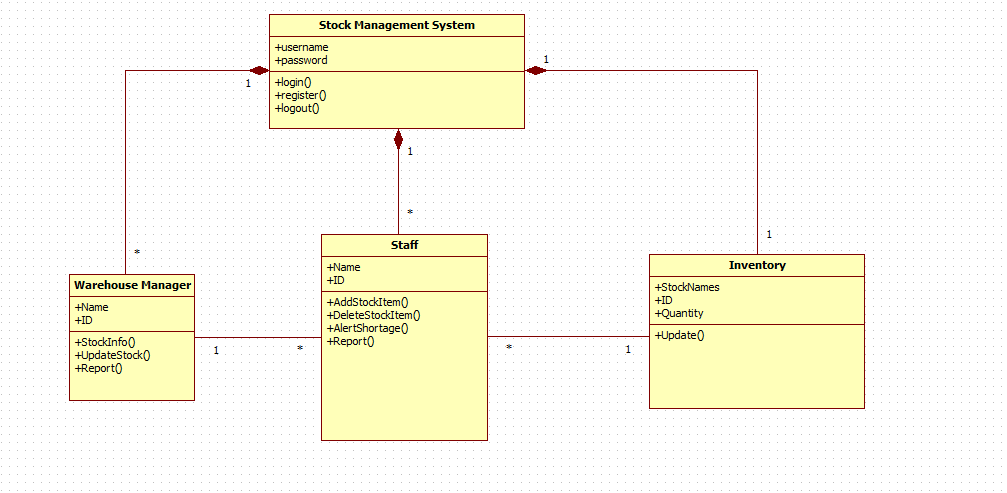 Stock Management System
+username
+password
+login()
+register()
+logout()
1
1
1
*
*
1
Warehouse Manager
+Name
+ID
+StockInfo()
+UpdateStock()
+Report()
1
*
Staff
+Name
+ID
+AddStockItem()
+DeleteStockItem()
+AlertShortage()
+Report()
*
1
Inventory
+StockNames
+ID
+Quantity
+Update()